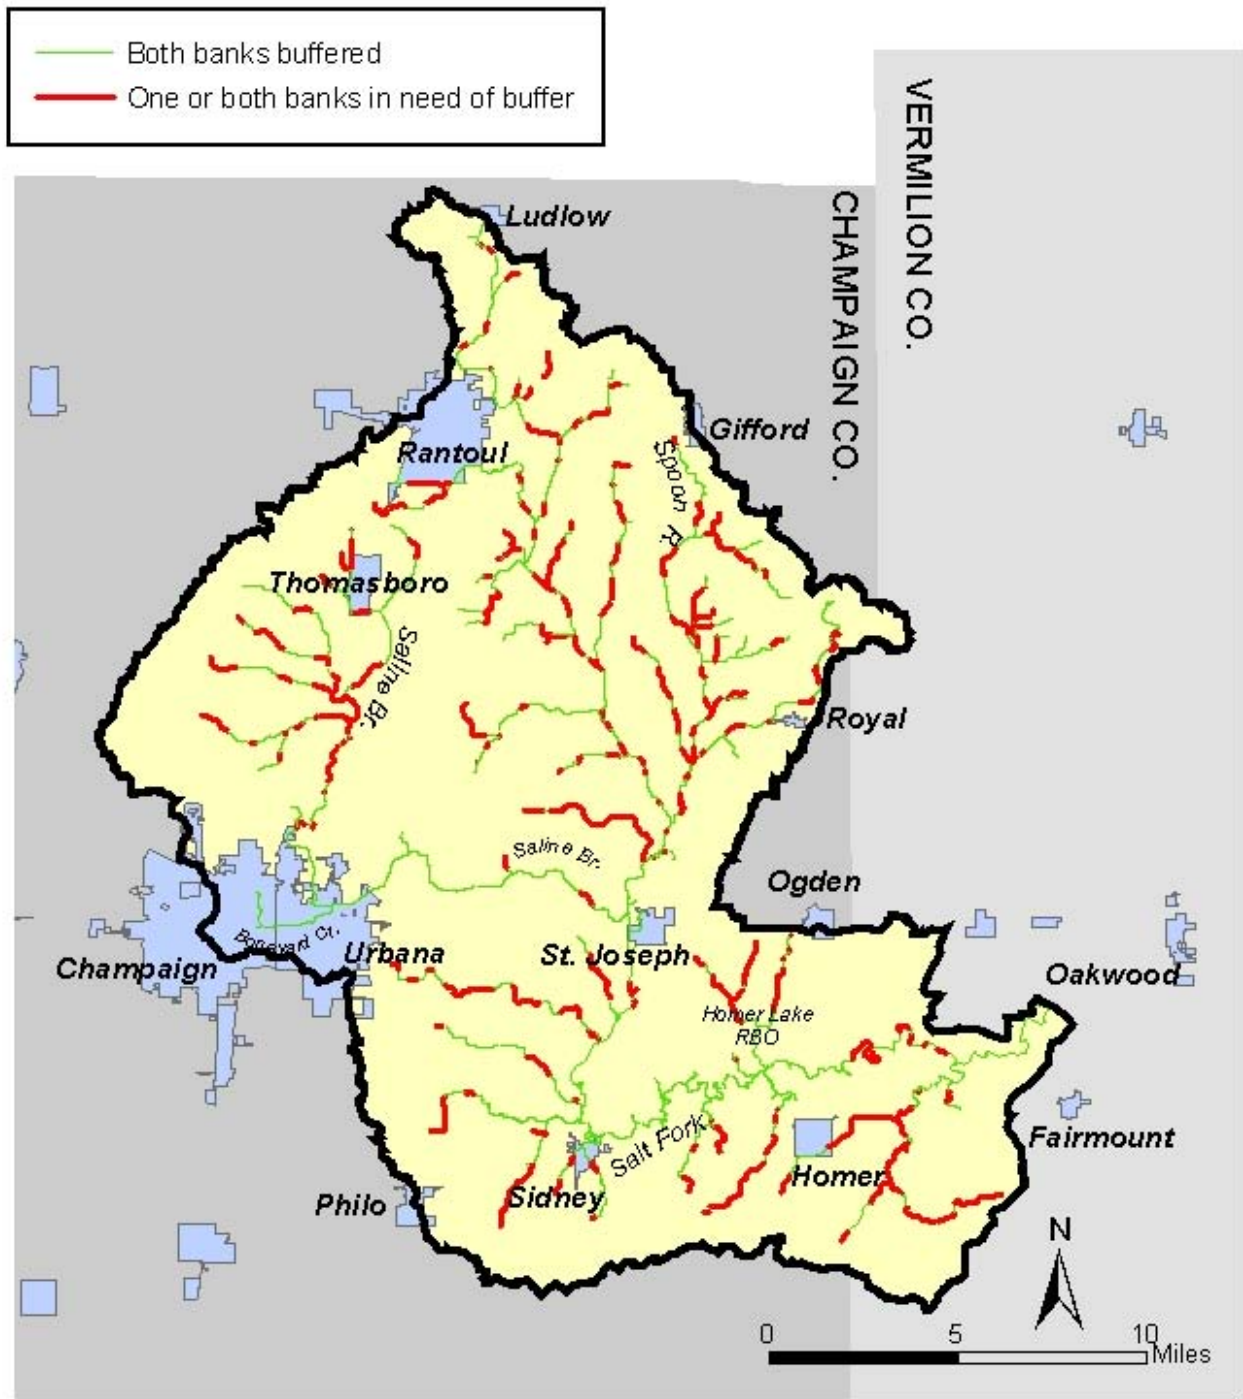 Both banks buffered
One or both banks in need of buffer
VERMILION CO.
CHAMPAIGN CO.
Ludlow
Gifford
Rantoul
Spoon R.
Thomasboro
Saline Br.
Royal
Saline Br.
Ogden
Boneyard Cr.
Urbana
St. Joseph
Champaign
Oakwood
Homer Lake
RBO
Salt Fork
Fairmount
Homer
Sidney
Philo
N
0 5 10
Miles